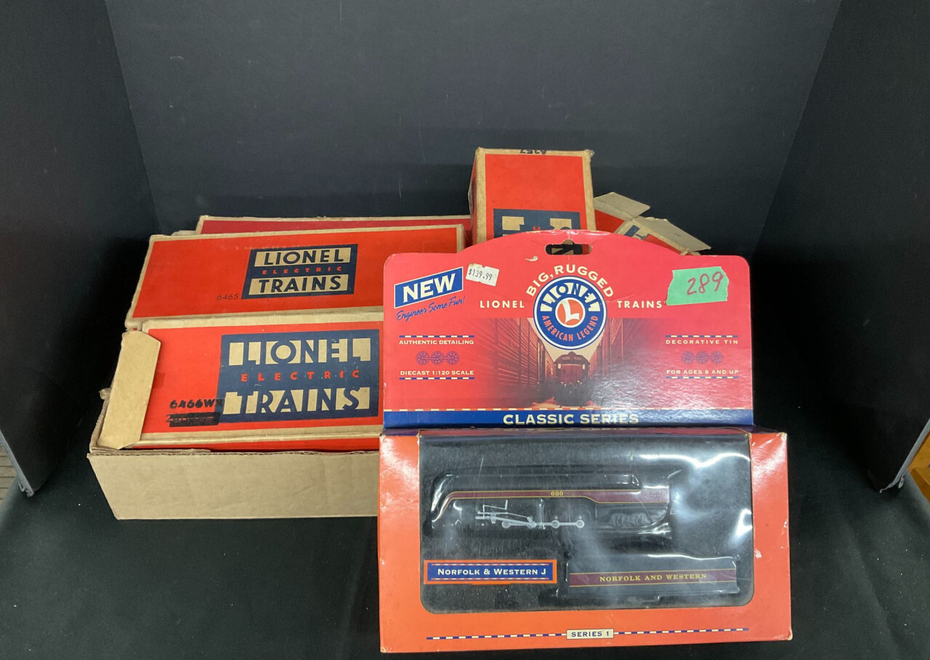 LIONEL
ELECTRIC
TRAINS
6465
LIONEL
ELECTRIC
TRAINS
6466W
NEW
Engineer Some Fun!
$139.99
BIG, RUGGED
LIONEL
TRAINS
LIONEL
L
AMERICAN LEGEND
289
AUTHENTIC DETAILING
DIECAST 1:120 SCALE
DECORATIVE TIN
FOR AGES 8 AND UP
CLASSIC SERIES
NORFOLK & WESTERN J
NORFOLK AND WESTERN
SERIES 1